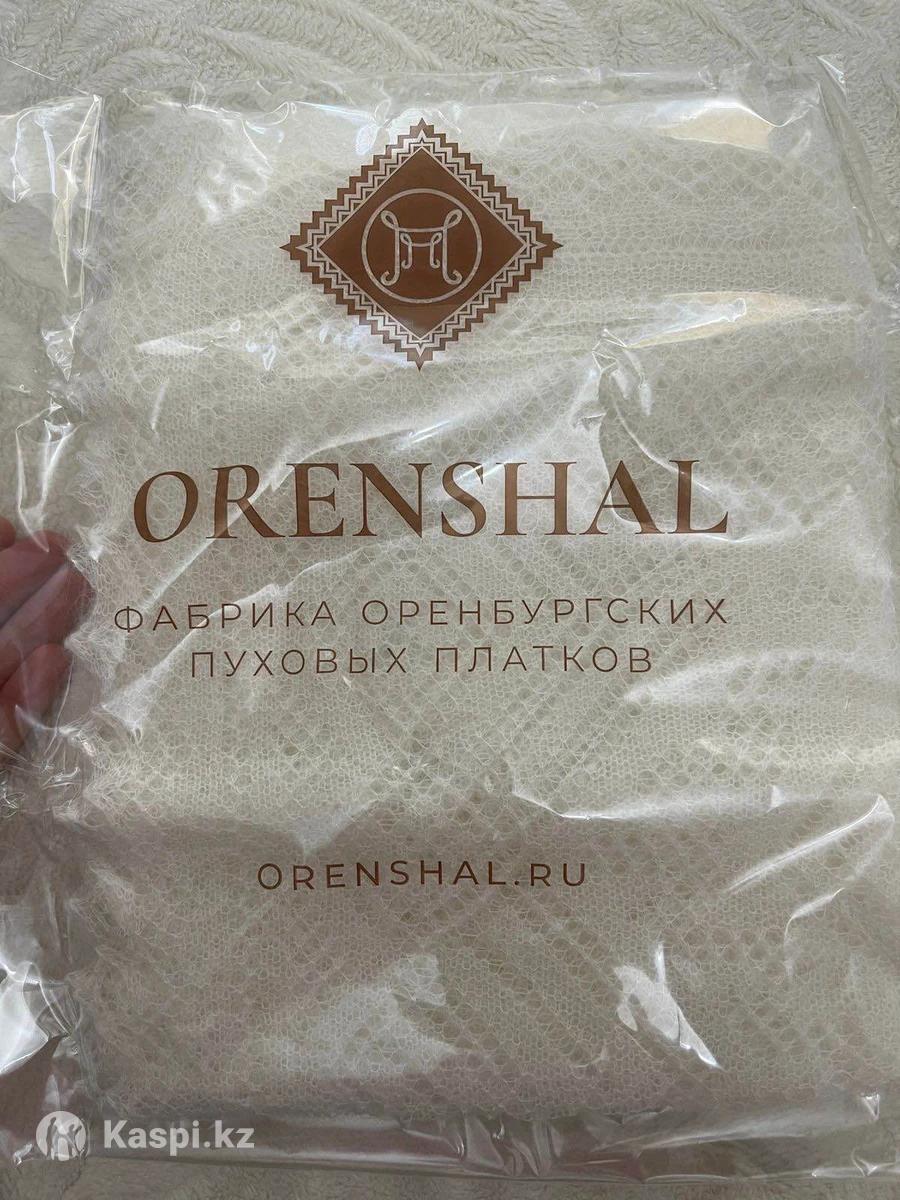 ORENSHAL
ФАБРИКА ОРЕНБУРГСКИХ
ПУХОВЫХ ПЛАТКОВ
ORENSHAL.RU
Kaspi.kz